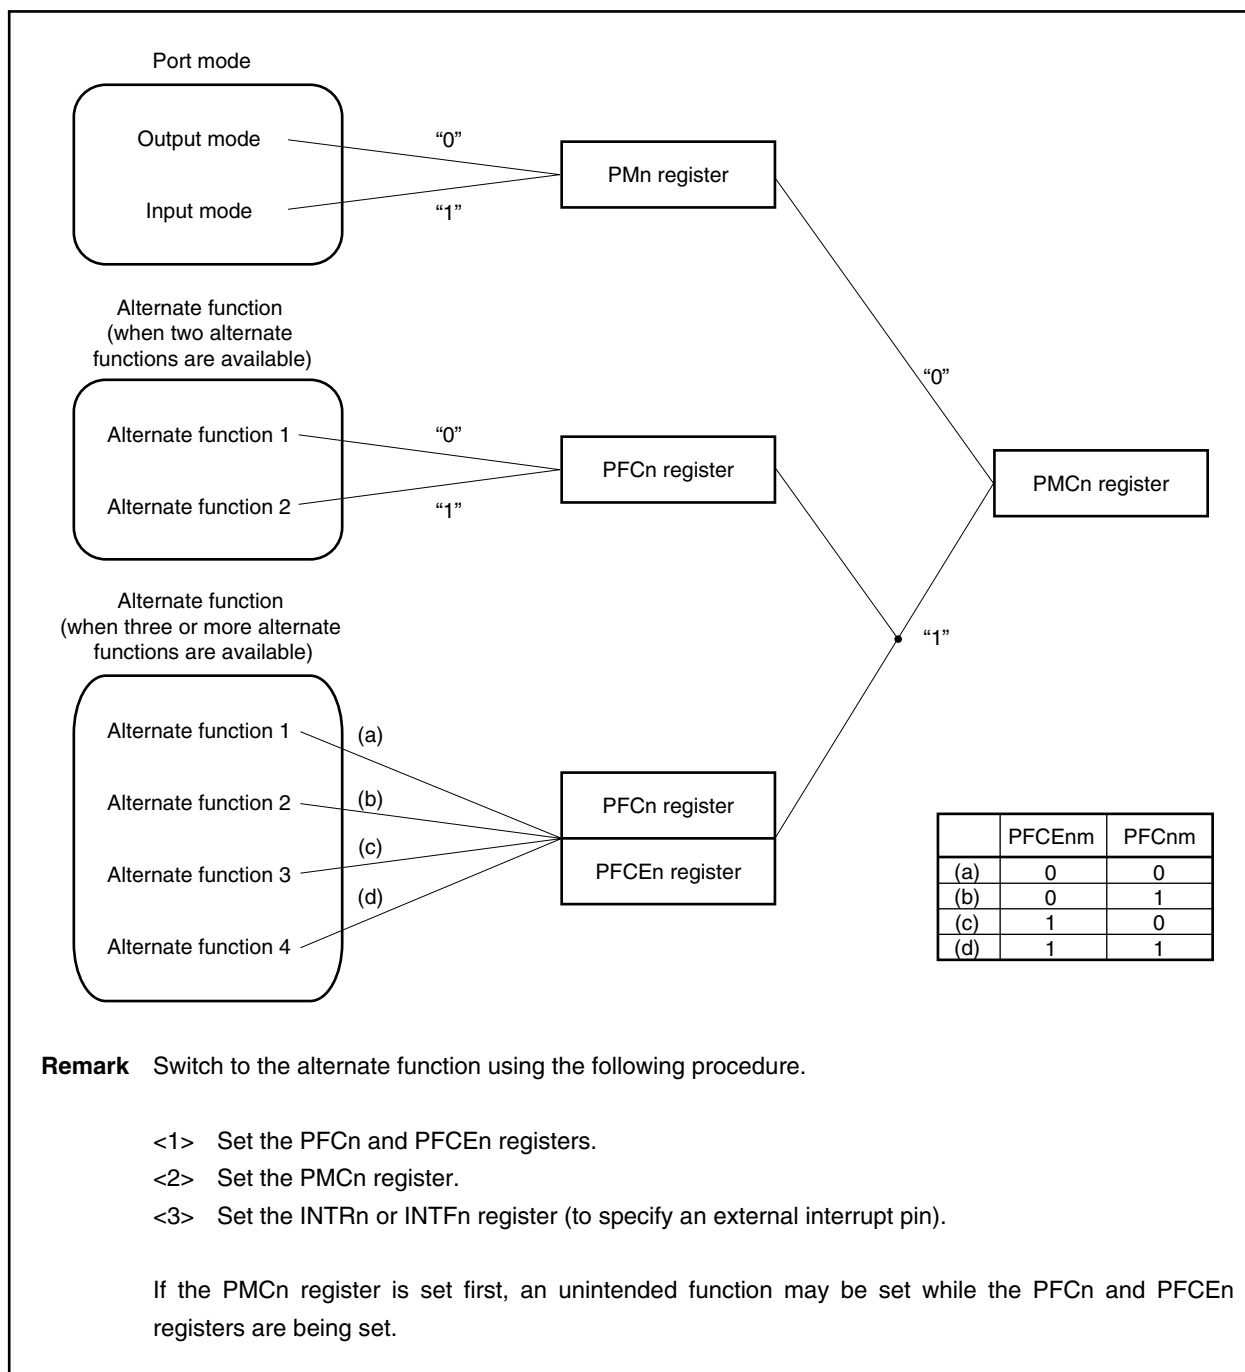 Port mode
Output mode
"0"
Input mode
"1"
PMn register
Alternate function
(when two alternate
functions are available)
"0"
Alternate function 1
"0"
Alternate function 2
"1"
PFCn register
PMCn register
Alternate function
(when three or more alternate
functions are available)
"1"
Alternate function 1
(a)
Alternate function 2
(b)
Alternate function 3
(c)
Alternate function 4
(d)
PFCn register
PFCEn register
PFCEnm PFCnm
(a) 0 0
(b) 0 1
(c) 1 0
(d) 1 1
Remark Switch to the alternate function using the following procedure.
<1> Set the PFCn and PFCEn registers.
<2> Set the PMCn register.
<3> Set the INTRn or INTFn register (to specify an external interrupt pin).
If the PMCn register is set first, an unintended function may be set while the PFCn and PFCEn
registers are being set.